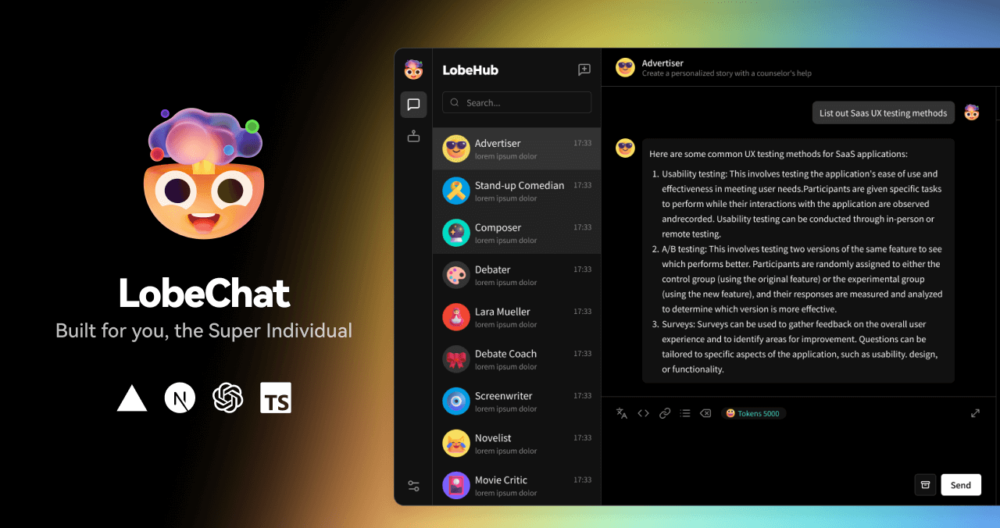 LobeChat
Built for you, the Super Individual
N
TS
LobeHub
Search...
Advertiser 17:33
lorem ipsum dolor
Stand-up Comedian 17:33
lorem ipsum dolor
Composer 17:33
lorem ipsum dolor
Debater 17:33
lorem ipsum dolor
Lara Mueller 17:33
lorem ipsum dolor
Debate Coach 17:33
lorem ipsum dolor
Screenwriter 17:33
lorem ipsum dolor
Novelist 17:33
lorem ipsum dolor
Movie Critic 17:33
lorem ipsum dolor
Advertiser
Create a personalized story with a counselor's help
List out Saas UX testing methods
Here are some common UX testing methods for SaaS applications:
1. Usability testing: This involves testing the application's ease of use and
effectiveness in meeting user needs.Participants are given specific tasks
to perform while their interactions with the application are observed
andrecorded. Usability testing can be conducted through in-person or
remote testing.
2. A/B testing: This involves testing two versions of the same feature to see
which performs better. Participants are randomly assigned to either the
control group (using the original feature) or the experimental group
(using the new feature), and their responses are measured and analyzed
to determine which version is more effective.
3. Surveys: Surveys can be used to gather feedback on the overall user
experience and to identify areas for improvement. Questions can be
tailored to specific aspects of the application, such as usability. design,
or functionality.
Tokens 5000
Send